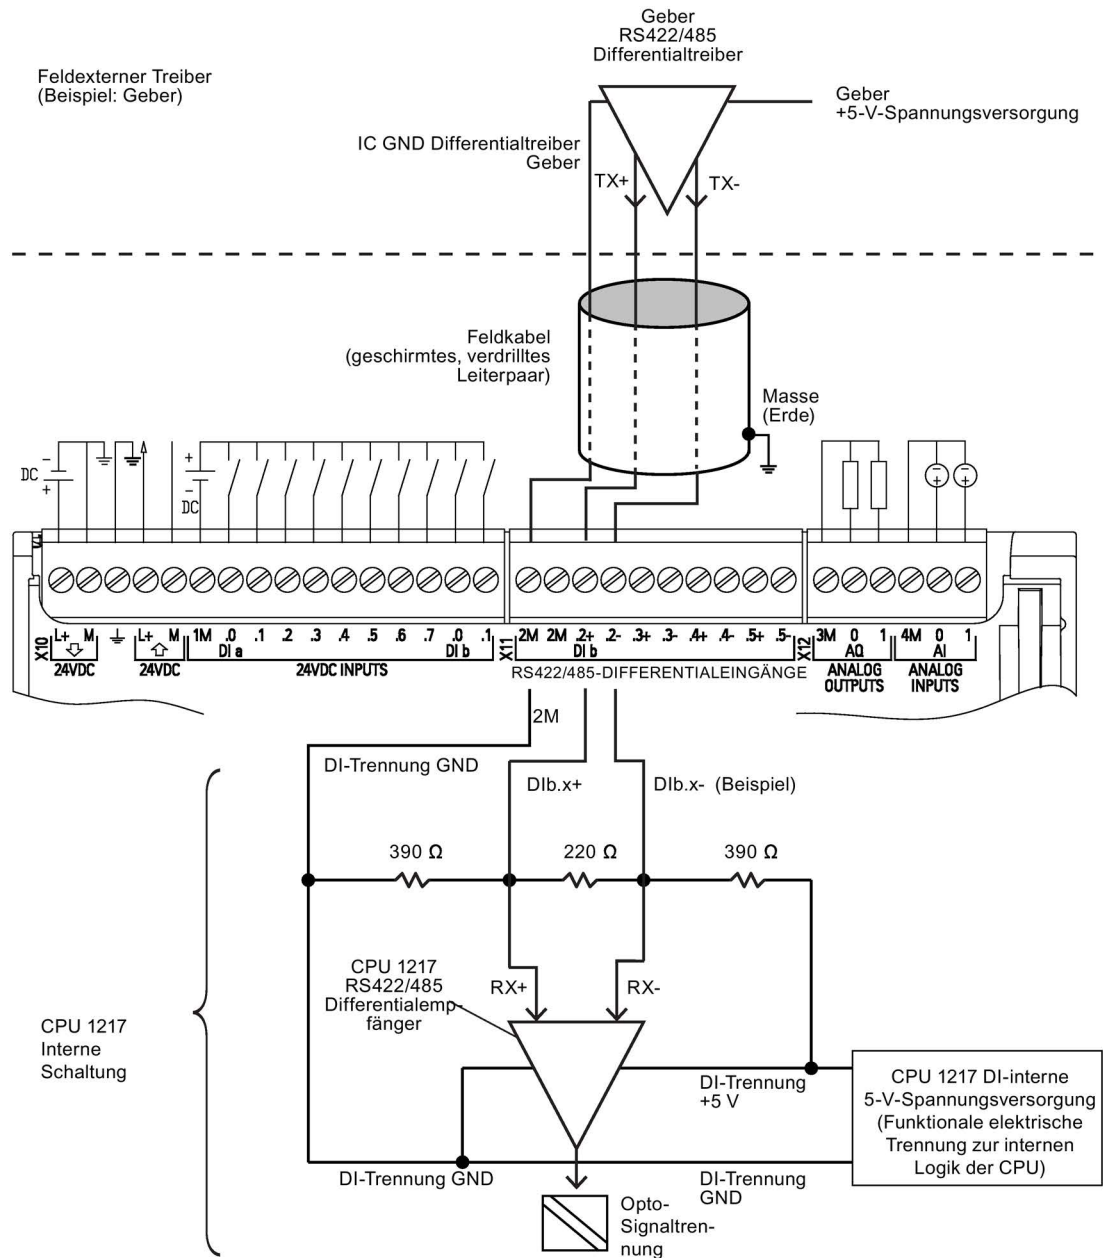 Geber
RS422/485
Differentialtreiber
Feldexterner Treiber
(Beispiel: Geber)
Geber
+5-V-Spannungsversorgung
IC GND Differentialtreiber
Geber
TX+
TX-
Feldkabel
(geschirmtes, verdrilltes
Leiterpaar)
Masse
(Erde)
DC
DC
X10
L+ M
24VDC
L+ M
24VDC
1M .0 .1 .2 .3 .4 .5 .6 .7 .0 .1
DI a
DI b
24VDC INPUTS
X11
2M 2M .2+ .2- .3+ .3- .4+ .4- .5+ .5-
DI b
RS422/485-DIFFERENTIALEINGÄNGE
X12
3M 0 1
AQ
ANALOG
OUTPUTS
4M 0 1
AI
ANALOG
INPUTS
2M
DI-Trennung GND
DIb.x+
DIb.x- (Beispiel)
390 Ω
220 Ω
390 Ω
CPU 1217
RS422/485
Differentialemp-
fänger
RX+
RX-
CPU 1217
Interne
Schaltung
DI-Trennung
+5 V
CPU 1217 DI-interne
5-V-Spannungsversorgung
(Funktionale elektrische
Trennung zur internen
Logik der CPU)
DI-Trennung GND
DI-Trennung
GND
Opto-
Signaltren-
nung